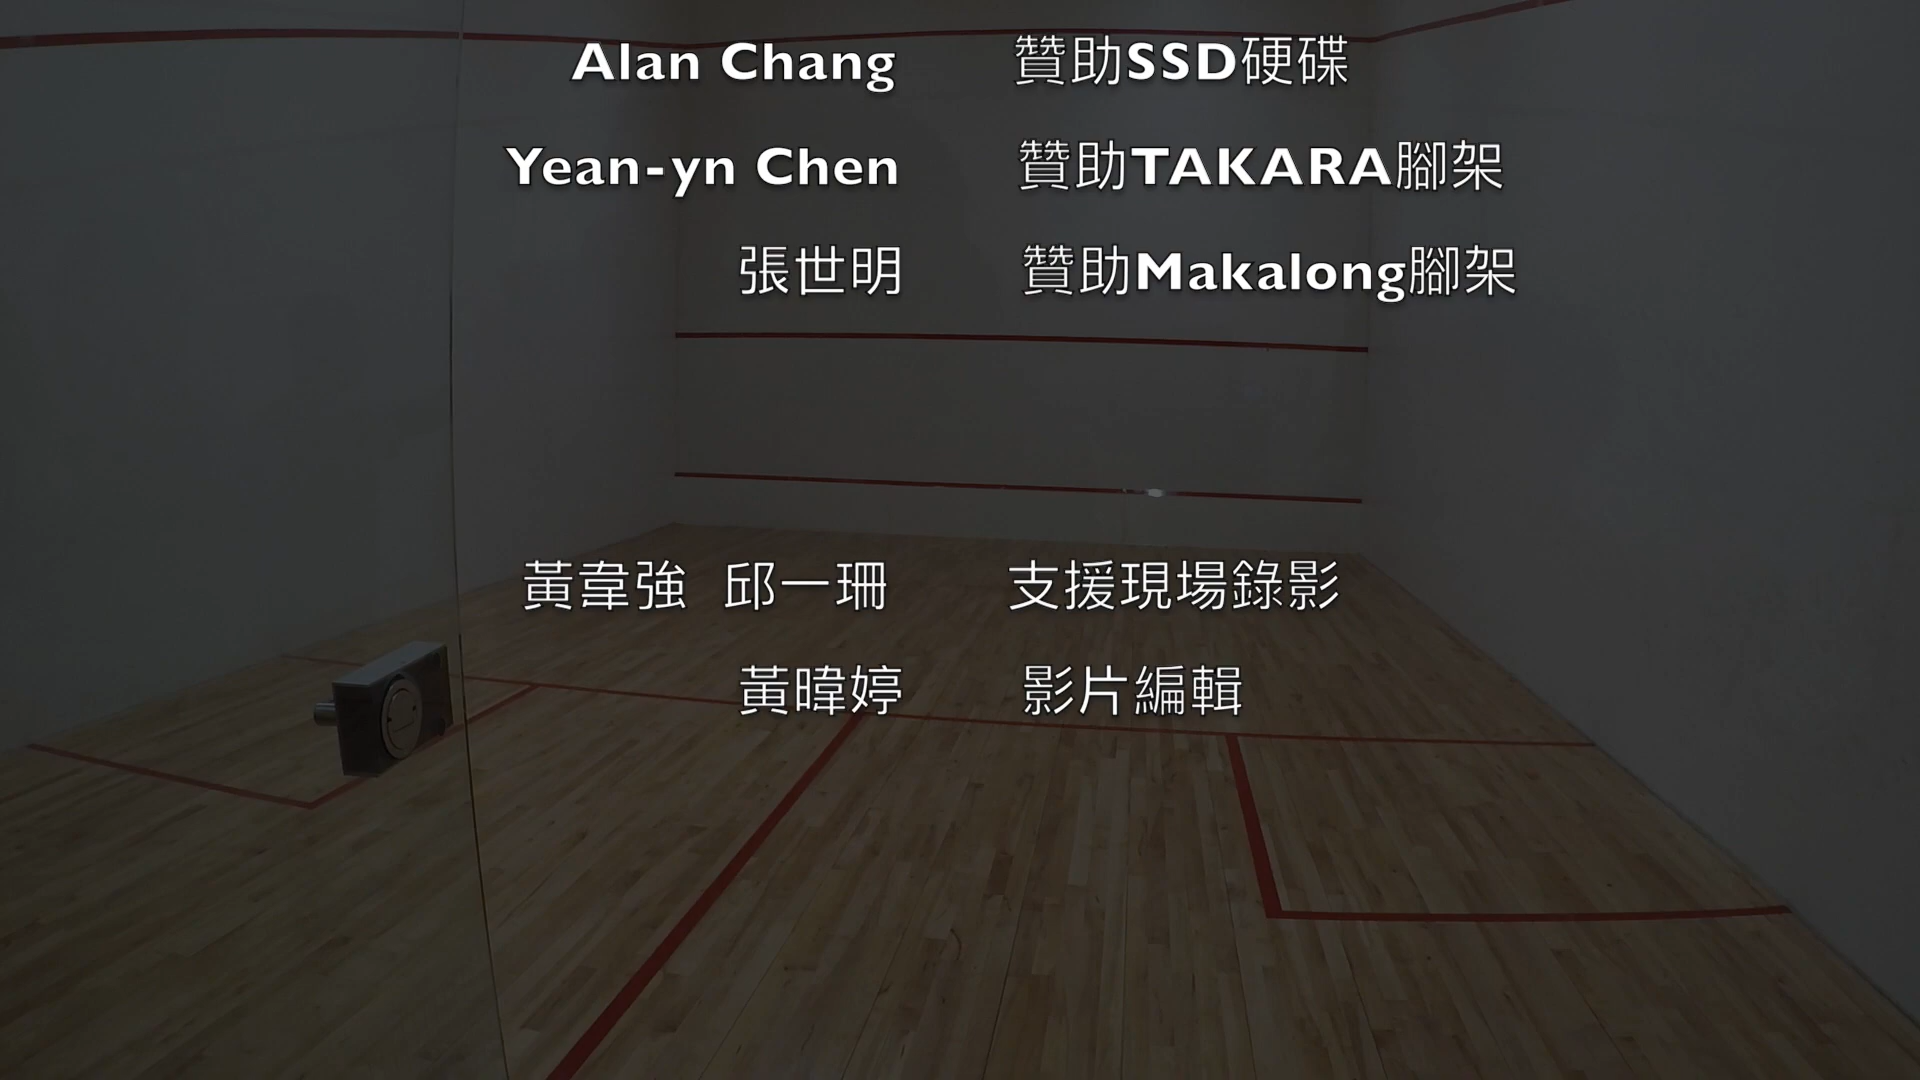 Alan Chang 贊助SSD硬碟
Yean-yn Chen 贊助TAKARA腳架
張世明 贊助Makalong腳架
黃韋強 邱一珊 支援現場錄影
黃暐婷 影片編輯